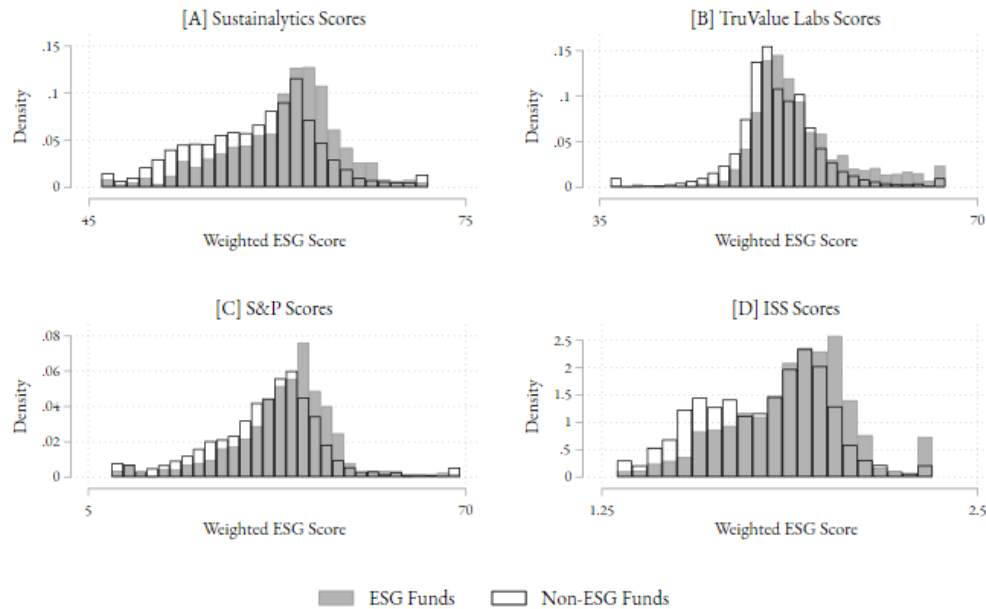 [A] Sustainalytics Scores
.15
.1
.05
0
Density
45
75
Weighted ESG Score
[B] TruValue Labs Scores
.15
.1
.05
0
Density
35
70
Weighted ESG Score
[C] S&P Scores
.08
.06
.04
.02
0
Density
5
70
Weighted ESG Score
[D] ISS Scores
2.5
2
1.5
1
.5
0
Density
1.25
2.5
Weighted ESG Score
ESG Funds
Non-ESG Funds